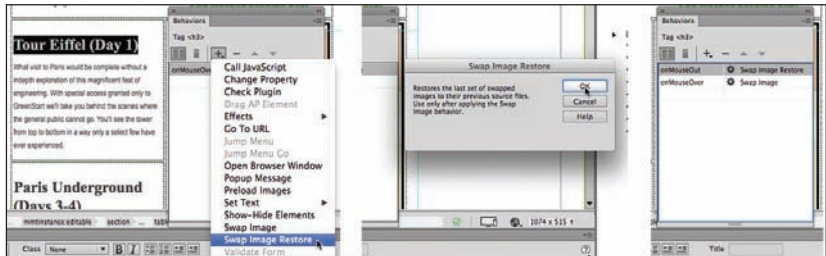 Behaviors
Tag <h3>
onMouseOver
Tour Eiffel (Day 1)
What visit to Paris would be complete without a
indepth exploration of this magnificent feat of
engineering. With special access granted only to
GreenStart we'll take you behind the scenes where
the general public cannot go. You'll see the tower
from top to bottom in a way only a select few have
ever experienced.
Paris Underground
(Days 3-4)
mmtinstance:editable section ... table
Class None B I
Call JavaScript
Change Property
Check Plugin
Drag AP Element
Effects
Go To URL
Jump Menu
Jump Menu Go
Open Browser Window
Popup Message
Preload Images
Set Text
Show-Hide Elements
Swap Image
Swap Image Restore
Validate Form
Swap Image Restore
Restores the last set of swapped
images to their previous source files.
Use only after applying the Swap
Image behavior.
OK
Cancel
Help
1074 x 515
Behaviors
Tag <h3>
onMouseOut Swap Image Restore
onMouseOver Swap Image
Title